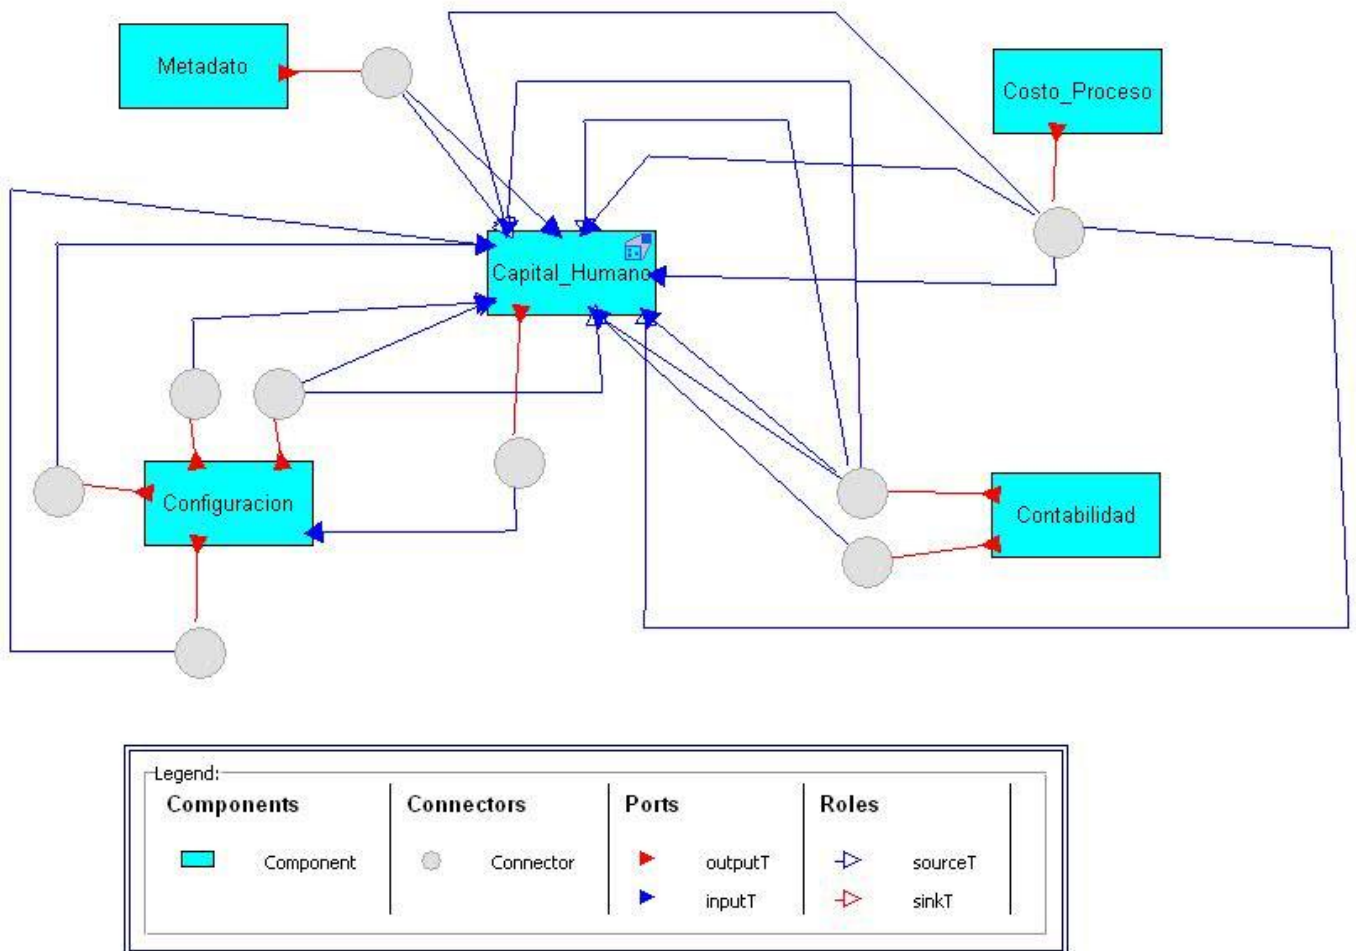 Metadato
Costo_Proceso
Capital_Humano
Configuracion
Contabilidad
Legend:
Components
Connectors
Ports
Roles
Component
Connector
outputT
sourceT
inputT
sinkT